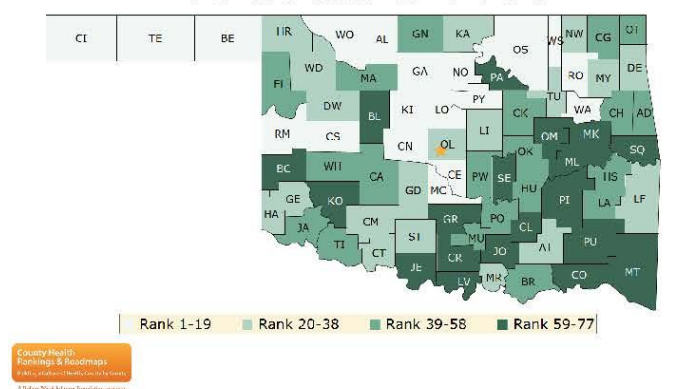 HR WO AL GN KA OS WS NW CG OT
CI TE BE
WD MA GA NO PA RO MY DE
EL DW BL KI LO PY TU WA CH AD
RM CS CN OL LI CK OM MK SQ
BC WH CA GD MC CE PW SE OK ML HS
GE KO HU PI LA LF
HA JA CM GR PO CL
TI CT ST MU JO AT PU
JE CR CO MT
LV MR BR
Rank 1-19 Rank 20-38 Rank 39-58 Rank 59-77
County Health
Rankings & Roadmaps